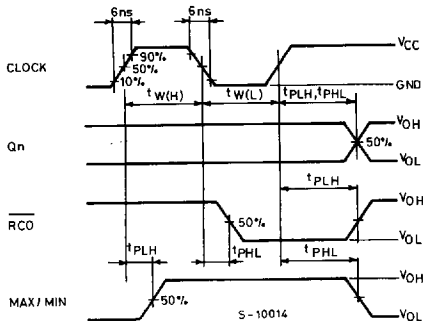 6ns 6ns
VCC
90%
CLOCK 50%
10% GND
tW(H) tW(L) tPLH,tPHL
VOH
Qn 50%
VOL
tPLH
VOH
RCO 50%
VOL
tPLH tPHL tPHL
VOH
MAX/MIN 50%
S-10014 VOL